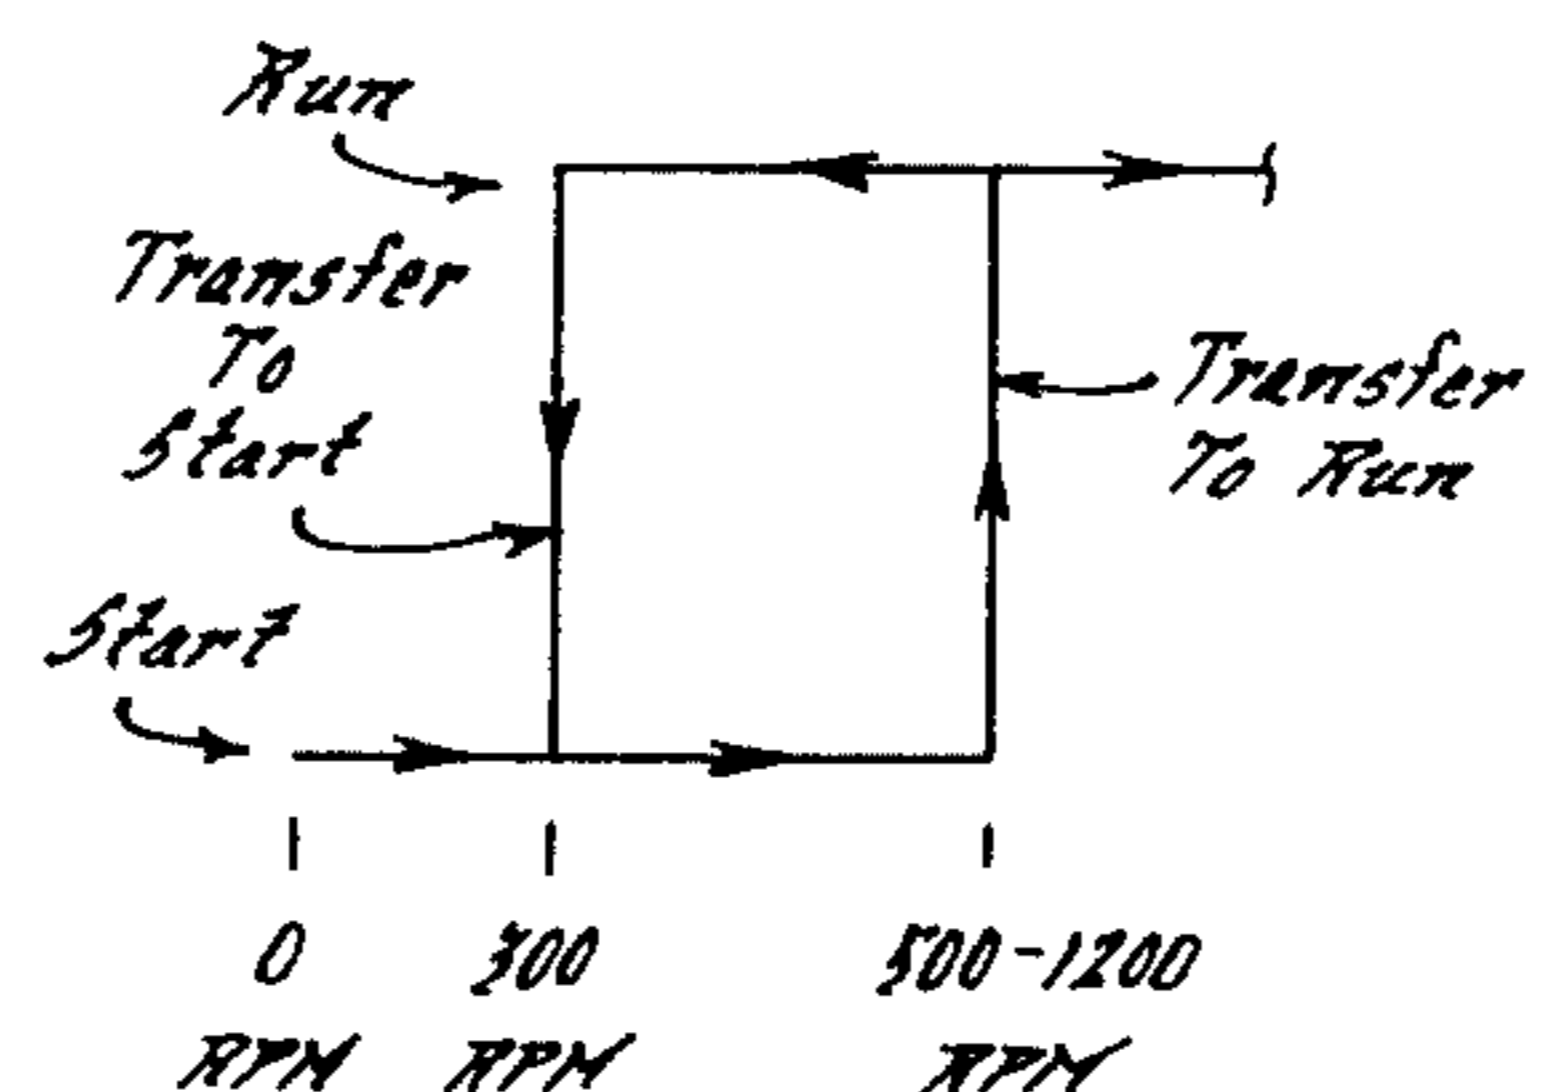 Run
Transfer
To
Start
Transfer
To Run
Start
0
RPM
300
RPM
500-1200
RPM